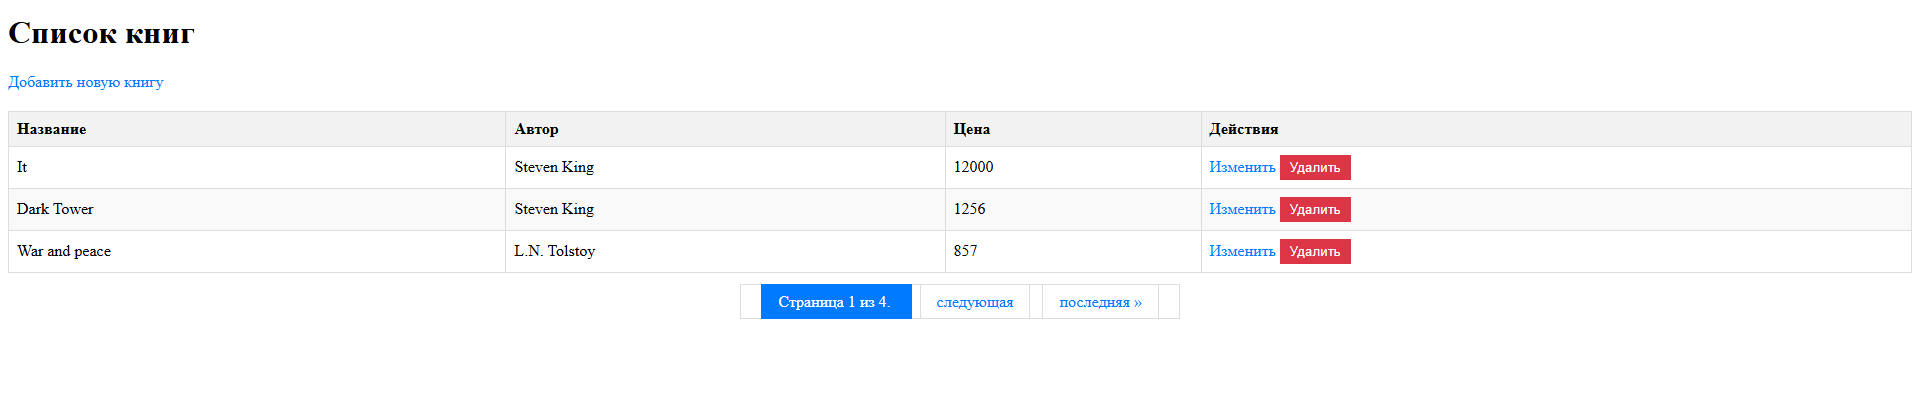 Список книг
Добавить новую книгу
Название Автор Цена Действия
It Steven King 12000 Изменить Удалить
Dark Tower Steven King 1256 Изменить Удалить
War and peace L.N. Tolstoy 857 Изменить Удалить
Страница 1 из 4. следующая последняя »